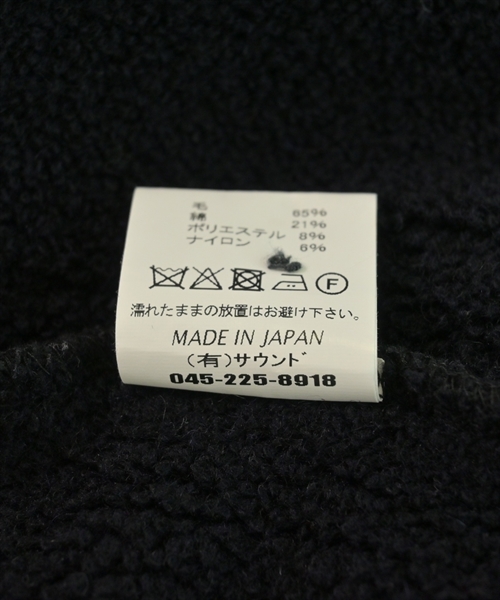 毛 65%
綿 21%
ポリエステル 8%
ナイロン 6%
F
濡れたままの放置はお避け下さい。
MADE IN JAPAN
(有)サウンド
045-225-8918